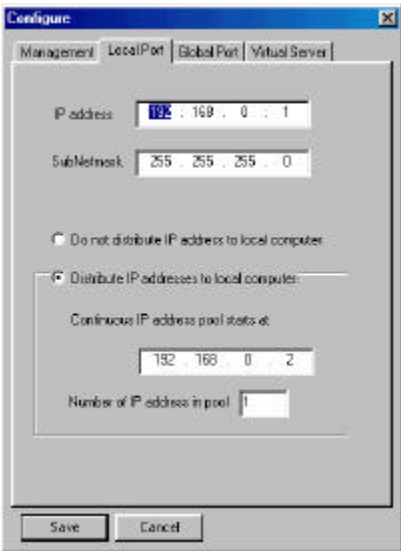 Configure
Management Local Port Global Port Virtual Server
IP address 192 . 168 . 0 . 1
SubNetmask 255 . 255 . 255 . 0
Do not distribute IP address to local computer
Distribute IP addresses to local computer
Continuous IP address pool starts at
192 . 168 . 0 . 2
Number of IP address in pool 1
Save Cancel